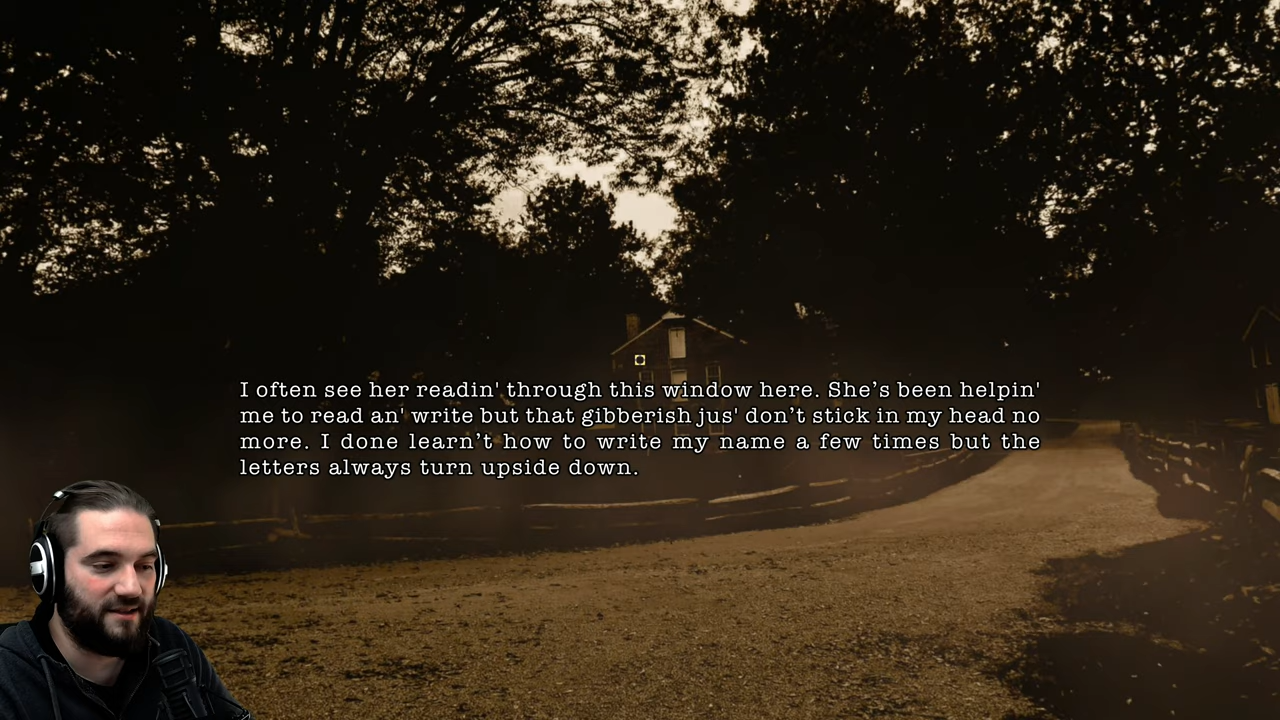 I often see her readin' through this window here. She's been helpin'
me to read an' write but that gibberish jus' don't stick in my head no
more. I done learn't how to write my name a few times but the
letters always turn upside down.